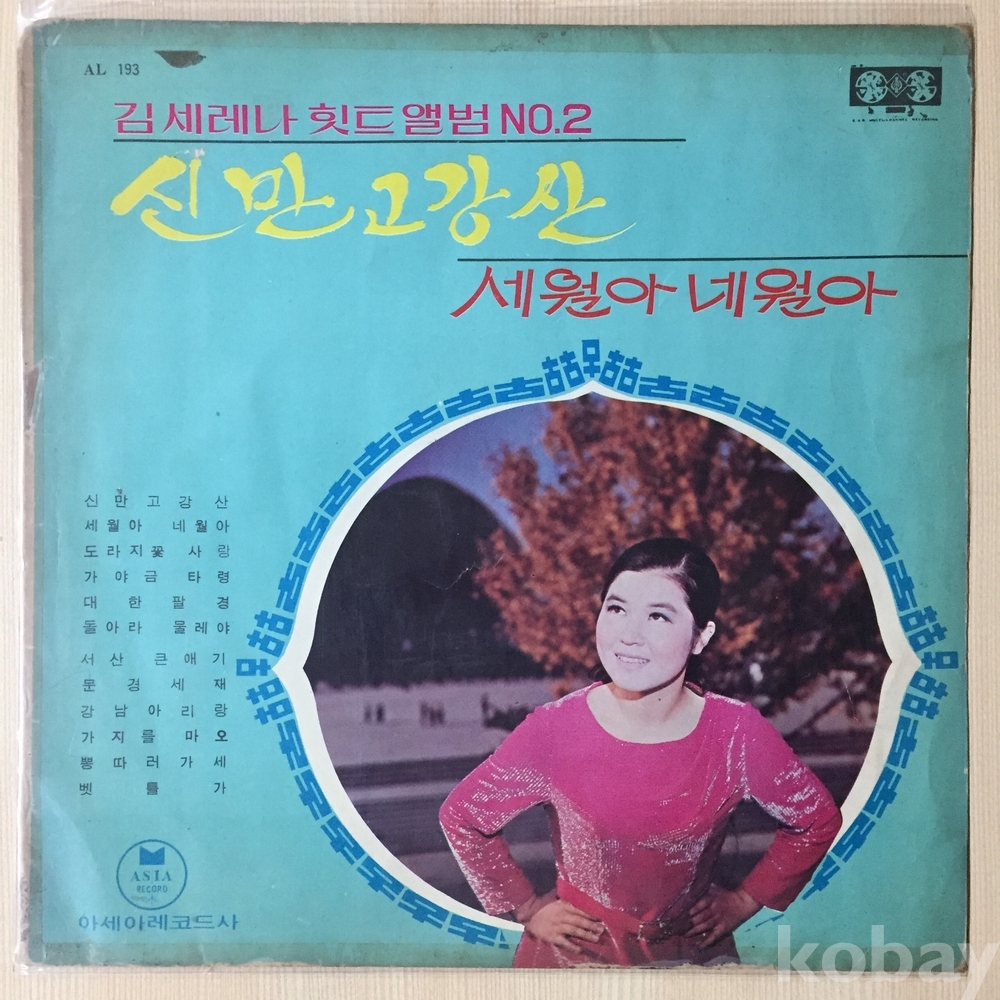 AL 193
김세레나 힛트앨범 NO.2
신만고강산
세월아 네월아
신만고강산
세월아 네월아
도라지꽃 사랑
가야금 타령
대한팔경
돌아라 물레야
서산 큰애기
문경세재
강남아리랑
가지를 마오
뽕따러가세
벳틀가
ASIA
RECORD
아세아레코드사
kobay